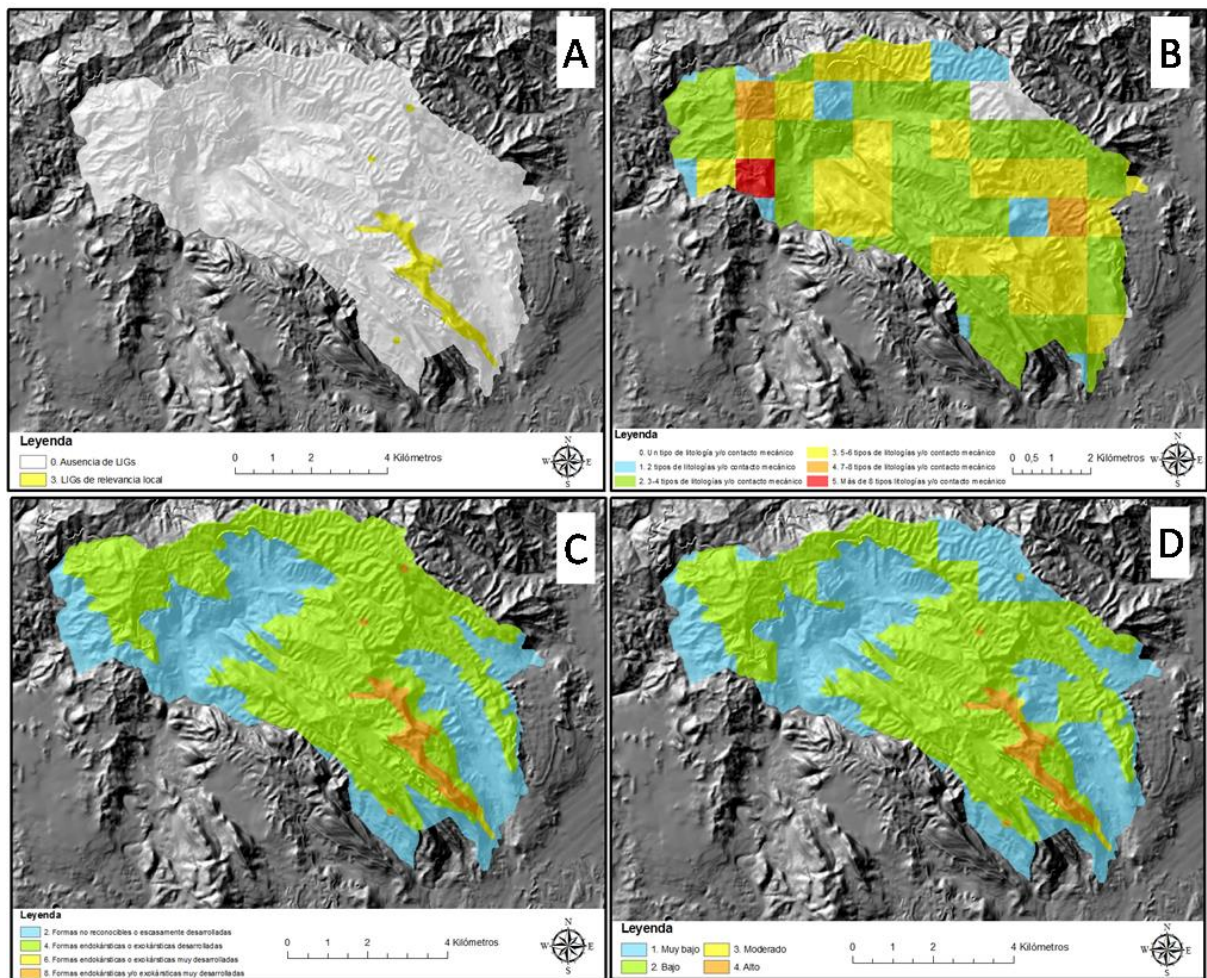 A
Leyenda
0. Ausencia de LIGs
3. LIGs de relevancia local
0 1 2 4 Kilómetros
N
W E
S
B
Leyenda
0. Un tipo de litología y/o contacto mecánico
1. 2 tipos de litologías y/o contacto mecánico
2. 3-4 tipos de litologías y/o contacto mecánico
3. 5-6 tipos de litologías y/o contacto mecánico
4. 7-8 tipos de litologías y/o contacto mecánico
5. Más de 8 tipos litologías y/o contacto mecánico
0 0,5 1 2 Kilómetros
N
W E
S
C
Leyenda
2. Formas no reconocibles o escasamente desarrolladas
4. Formas endokársticas o exokársticas desarrolladas
6. Formas endokársticas o exokársticas muy desarrolladas
8. Formas endokársticas y/o exokársticas muy desarrolladas
0 1 2 4 Kilómetros
N
W E
S
D
Leyenda
1. Muy bajo
2. Bajo
3. Moderado
4. Alto
0 1 2 4 Kilómetros
N
W E
S